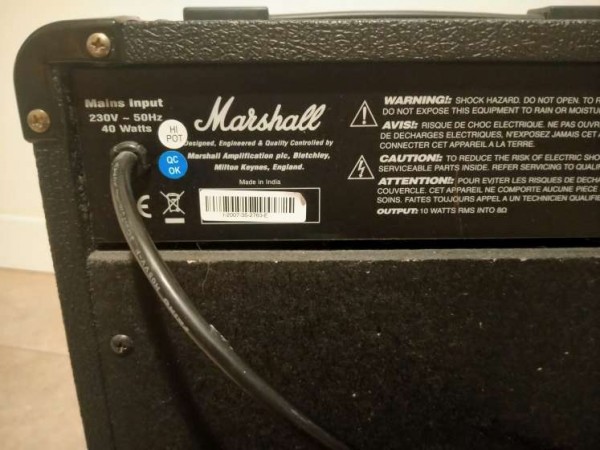 Mains Input
230V ~ 50Hz
40 Watts
HI
POT
QC
OK
Marshall
Designed, Engineered & Quality Controlled by
Marshall Amplification plc, Bletchley,
Milton Keynes, England.
Made in India
CE
WARNING!: SHOCK HAZARD. DO NOT OPEN. TO R
DO NOT EXPOSE THIS EQUIPMENT TO RAIN OR MOISTU
AVIS!: RISQUE DE CHOC ELECTRIQUE. NE PAS OUVR
DE DECHARGES ELECTRIQUES, N'EXPOSEZ JAMAIS CET A
CONNECTER CET APPAREIL A LA TERRE.
CAUTION!: TO REDUCE THE RISK OF ELECTRIC SHO
SERVICEABLE PARTS INSIDE. REFER SERVICING TO QUALI
ATTENTION!: POUR EVITER LES RISQUES DE DECHA
COUVERCLE. CET APPAREIL NE COMPORTE AUCUNE PIECE
SOINS. FAITES TOUJOURS APPEL A UN TECHNICIEN QUALIFIE
OUTPUT: 10 WATTS RMS INTO 8Ω